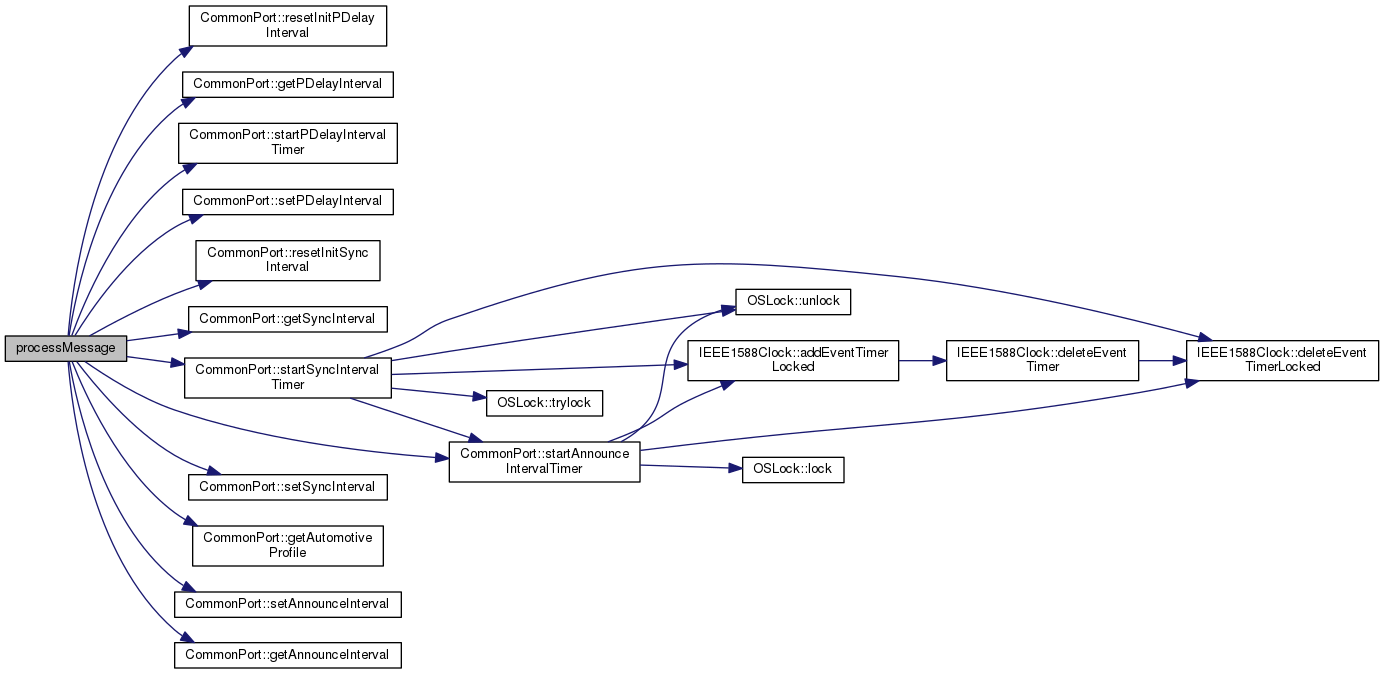 CommonPort::resetInitPDelay
Interval
CommonPort::getPDelayInterval
CommonPort::startPDelayInterval
Timer
CommonPort::setPDelayInterval
CommonPort::resetInitSync
Interval
CommonPort::getSyncInterval
processMessage
CommonPort::startSyncInterval
Timer
CommonPort::setSyncInterval
CommonPort::getAutomotive
Profile
CommonPort::setAnnounceInterval
CommonPort::getAnnounceInterval
OSLock::trylock
CommonPort::startAnnounce
IntervalTimer
OSLock::unlock
IEEE1588Clock::addEventTimer
Locked
OSLock::lock
IEEE1588Clock::deleteEvent
Timer
IEEE1588Clock::deleteEvent
TimerLocked